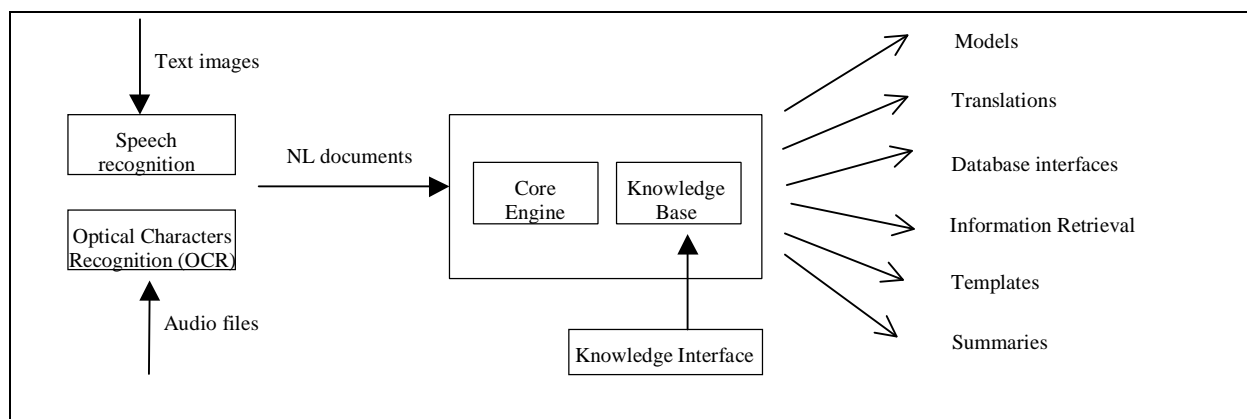 Text images
Speech
recognition
Optical Characters
Recognition (OCR)
Audio files
NL documents
Core
Engine
Knowledge
Base
Knowledge Interface
Models
Translations
Database interfaces
Information Retrieval
Templates
Summaries